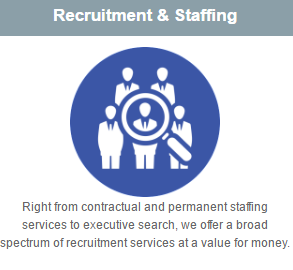 Recruitment & Staffing
Right from contractual and permanent staffing
services to executive search, we offer a broad
spectrum of recruitment services at a value for money.